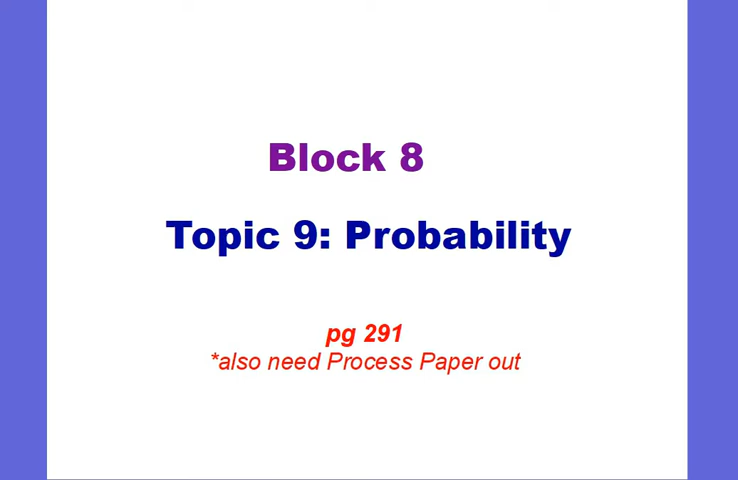 Block 8
Topic 9: Probability
pg 291
*also need Process Paper out